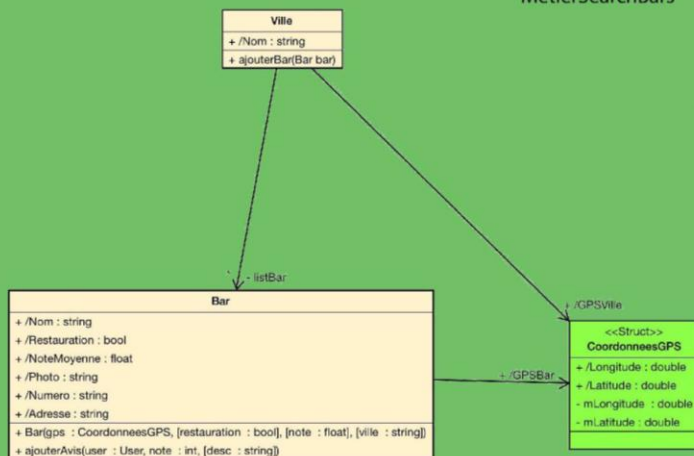 MetierSearchBars
Ville
+ /Nom : string
+ ajouterBar(Bar bar)
* - listBar
+ /GPSVille
Bar
+ /Nom : string
+ /Restauration : bool
+ /NoteMoyenne : float
+ /Photo : string
+ /Numero : string
+ /Adresse : string
+ Bar(gps : CoordonneesGPS, [restauration : bool], [note : float], [ville : string])
+ ajouterAvis(user : User, note : int, [desc : string])
+ /GPSBar
<<Struct>>
CoordonneesGPS
+ /Longitude : double
+ /Latitude : double
- mLongitude : double
- mLatitude : double